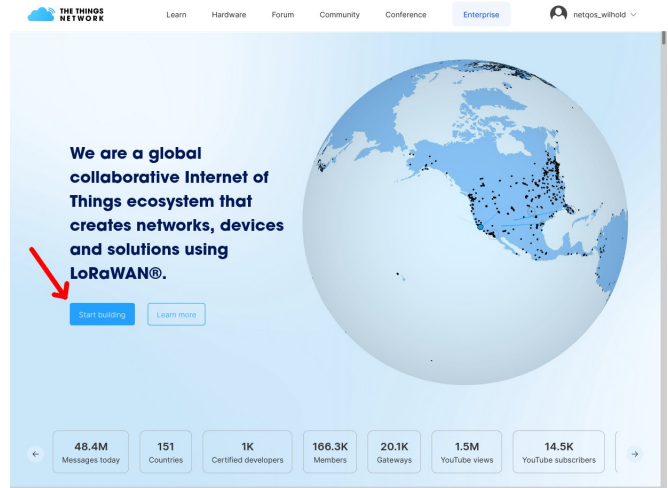 THE THINGS
NETWORK
Learn Hardware Forum Community Conference Enterprise netqos_wilhold
We are a global
collaborative Internet of
Things ecosystem that
creates networks, devices
and solutions using
LoRaWAN®.
Start building Learn more
48.4M 151 1K 166.3K 20.1K 1.5M 14.5K
Messages today Countries Certified developers Members Gateways YouTube views YouTube subscribers